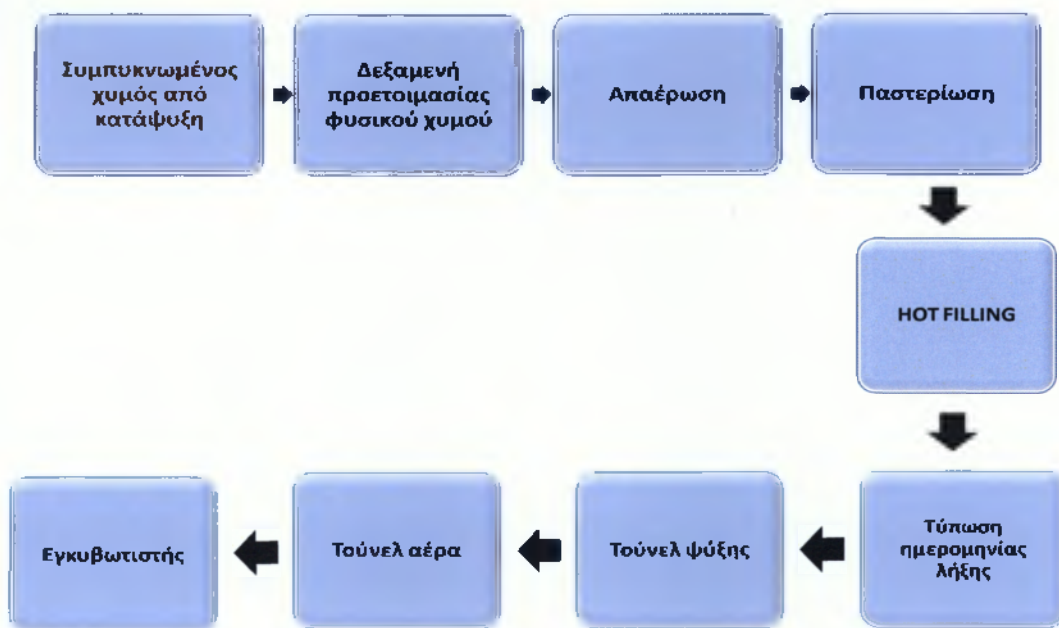 Συμπυκνωμένος
χυμός από
κατάψυξη
Δεξαμενή
προετοιμασίας
φυσικού χυμού
Απαέρωση
Παστερίωση
HOT FILLING
Τύπωση
ημερομηνίας
λήξης
Τούνελ ψύξης
Τούνελ αέρα
Εγκυβωτιστής